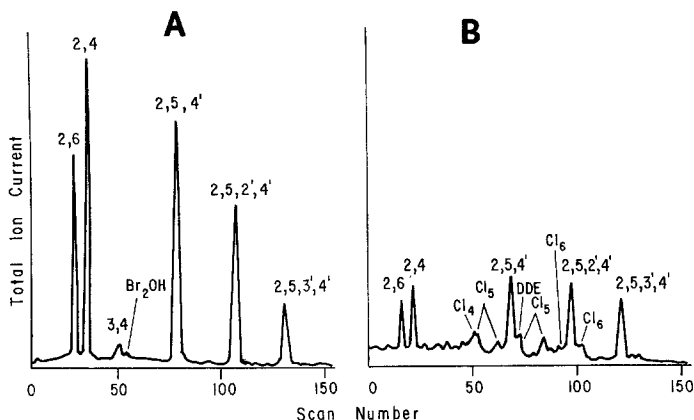 A
B
Total Ion Current
2,6
2,4
3,4
Br₂OH
2,5,4'
2,5,2',4'
2,5,3',4'
0
50
100
150
2,6
2,4
Cl₄
Cl₅
2,5,4'
DDE
Cl₅
Cl₆
2,5,2',4'
Cl₆
2,5,3',4'
0
50
100
150
Scan Number